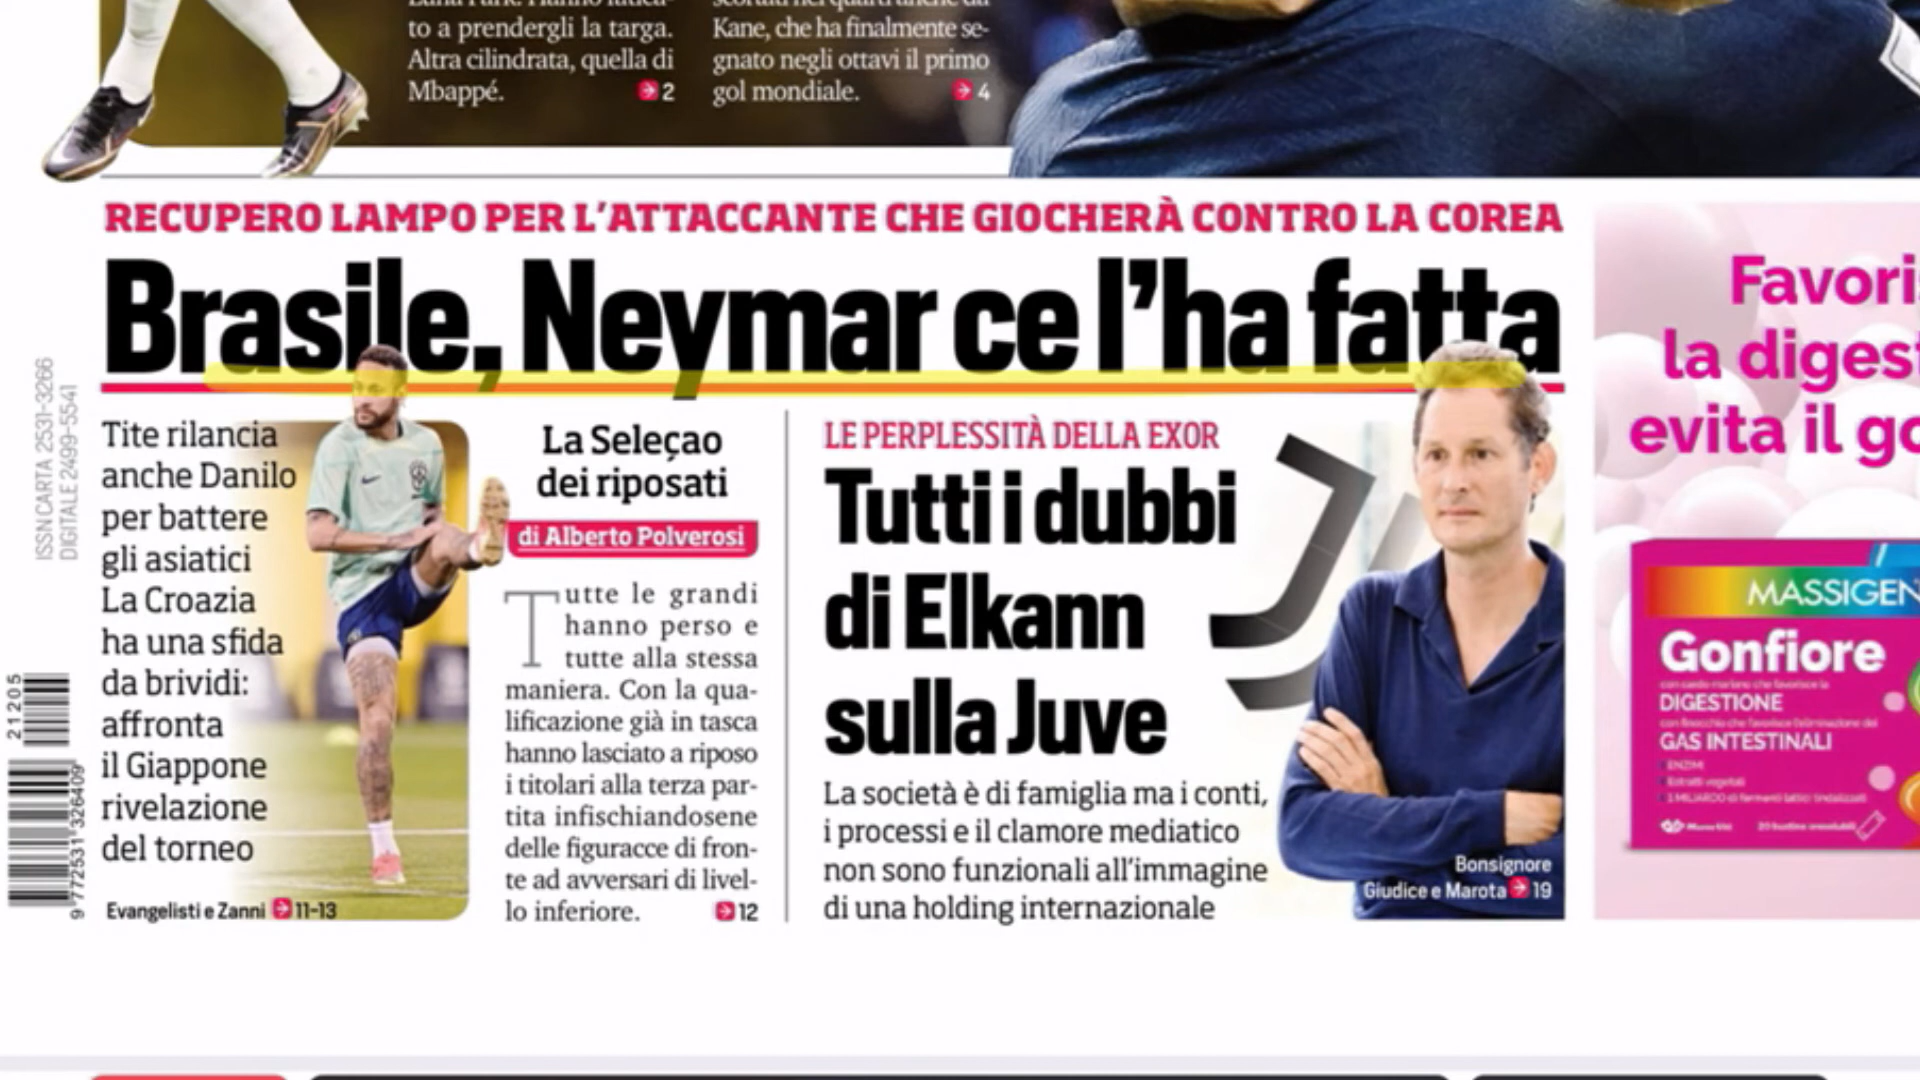 to a prendergli la targa.
Altra cilindrata, quella di
Mbappé. 2
Kane, che ha finalmente se-
gnato negli ottavi il primo
gol mondiale. 4
RECUPERO LAMPO PER L'ATTACCANTE CHE GIOCHERÀ CONTRO LA COREA
Brasile, Neymar ce l'ha fatta
ISSN CARTA 2531-3266
DIGITALE 2499-5541
21205
9 772531 326409
Tite rilancia
anche Danilo
per battere
gli asiatici
La Croazia
ha una sfida
da brividi:
affronta
il Giappone
rivelazione
del torneo
Evangelisti e Zanni 11-13
La Seleçao
dei riposati
di Alberto Polverosi
Tutte le grandi
hanno perso e
tutte alla stessa
maniera. Con la qua-
lificazione già in tasca
hanno lasciato a riposo
i titolari alla terza par-
tita infischiandosene
delle figuracce di fron-
te ad avversari di livel-
lo inferiore. 12
LE PERPLESSITÀ DELLA EXOR
Tutti i dubbi
di Elkann
sulla Juve
La società è di famiglia ma i conti,
i processi e il clamore mediatico
non sono funzionali all'immagine
di una holding internazionale
Bonsignore
Giudice e Marota 19
Favoris
la digest
evita il go
MASSIGEN
Gonfiore
DIGESTIONE
GAS INTESTINALI
ENZIMI
Estratti vegetali